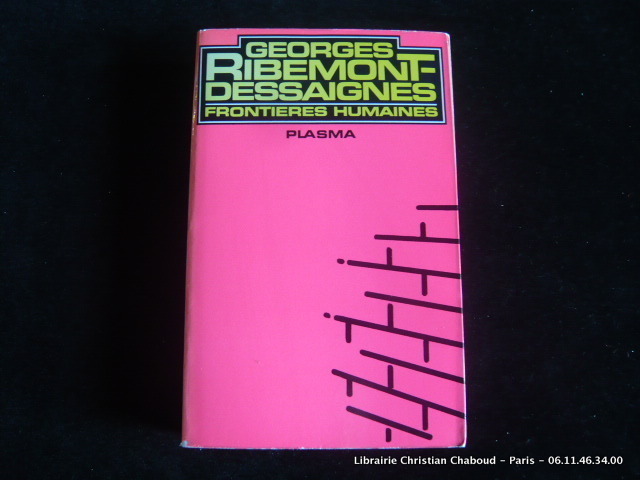 GEORGES
RIBEMONT-
DESSAIGNES
FRONTIERES HUMAINES
PLASMA
Librairie Christian Chaboud - Paris - 06.11.46.34.00